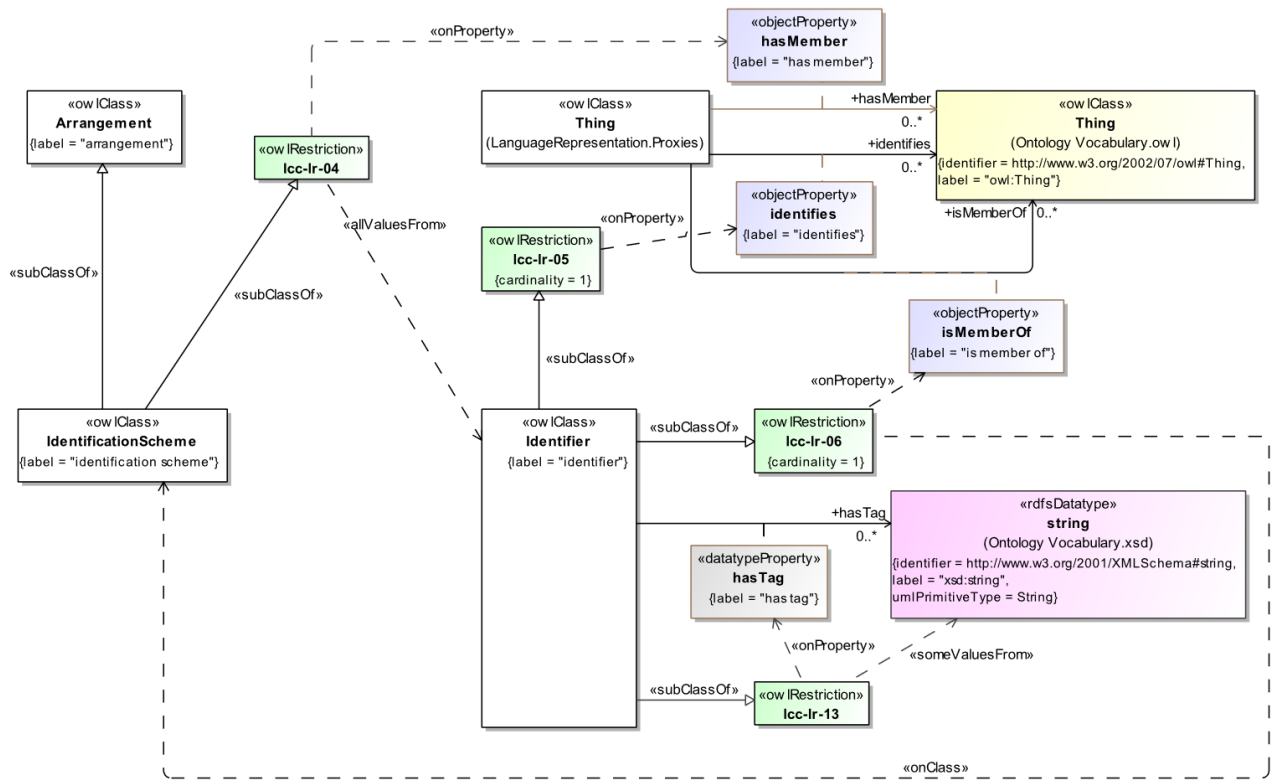 «onProperty»
«objectProperty»
hasMember
{label = "has member"}
«owlClass»
Arrangement
{label = "arrangement"}
«owlClass»
Thing
(LanguageRepresentation.Proxies)
+hasMember
0..*
+identifies
0..*
«owlClass»
Thing
(Ontology Vocabulary.owl)
{identifier = http://www.w3.org/2002/07/owl#Thing,
label = "owl:Thing"}
«owlRestriction»
lcc-lr-04
«objectProperty»
identifies
{label = "identifies"}
+isMemberOf
0..*
«onProperty»
«allValuesFrom»
«owlRestriction»
lcc-lr-05
{cardinality = 1}
«subClassOf»
«subClassOf»
«objectProperty»
isMemberOf
{label = "is member of"}
«subClassOf»
«onProperty»
«owlClass»
IdentificationScheme
{label = "identification scheme"}
«owlClass»
Identifier
{label = "identifier"}
«subClassOf»
«owlRestriction»
lcc-lr-06
{cardinality = 1}
+hasTag
0..*
«rdfsDatatype»
string
(Ontology Vocabulary.xsd)
{identifier = http://www.w3.org/2001/XMLSchema#string,
label = "xsd:string",
umlPrimitiveType = String}
«datatypeProperty»
hasTag
{label = "has tag"}
«onProperty»
«someValuesFrom»
«subClassOf»
«owlRestriction»
lcc-lr-13
«onClass»